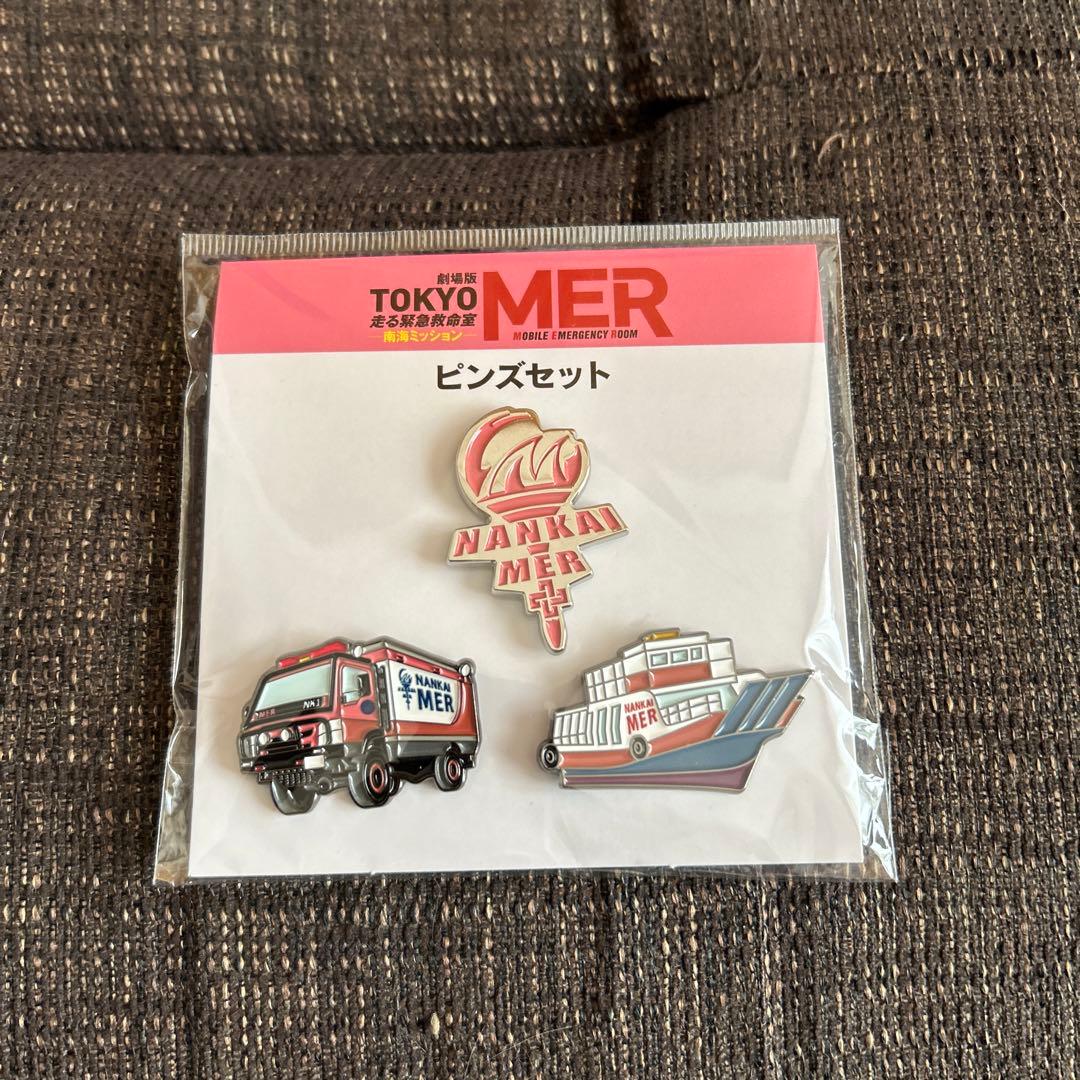 劇場版
TOKYO MER
走る緊急救命室
南海ミッション
MOBILE EMERGENCY ROOM
ピンズセット
M
NANKAI
MER
NANKAI
MER
MER NK1
NANKAI
MER